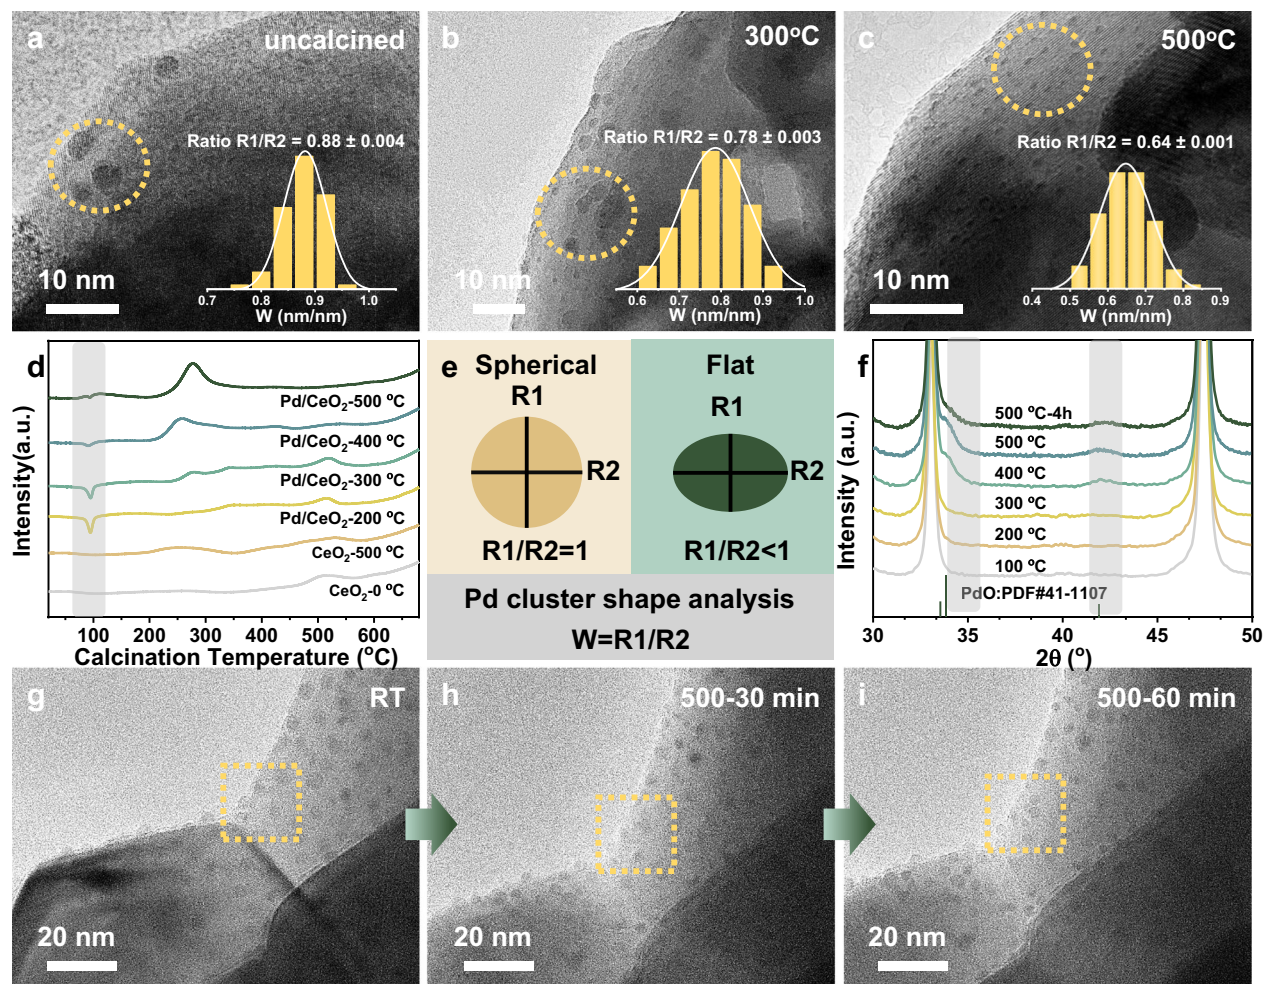 a
uncalcined
Ratio R1/R2 = 0.88 ± 0.004
10 nm
0.7 0.8 0.9 1.0
W (nm/nm)
b
300°C
Ratio R1/R2 = 0.78 ± 0.003
10 nm
0.6 0.7 0.8 0.9 1.0
W (nm/nm)
c
500°C
Ratio R1/R2 = 0.64 ± 0.001
10 nm
0.4 0.5 0.6 0.7 0.8 0.9
W (nm/nm)
d
Intensity(a.u.)
Pd/CeO₂-500 °C
Pd/CeO₂-400 °C
Pd/CeO₂-300 °C
Pd/CeO₂-200 °C
CeO₂-500 °C
CeO₂-0 °C
100 200 300 400 500 600
Calcination Temperature (°C)
e
Spherical
R1
R2
R1/R2=1
Flat
R1
R2
R1/R2<1
Pd cluster shape analysis
W=R1/R2
f
Intensity (a.u.)
500 °C-4h
500 °C
400 °C
300 °C
200 °C
100 °C
PdO:PDF#41-1107
30 35 40 45 50
2θ (°)
g
RT
20 nm
h
500-30 min
20 nm
i
500-60 min
20 nm